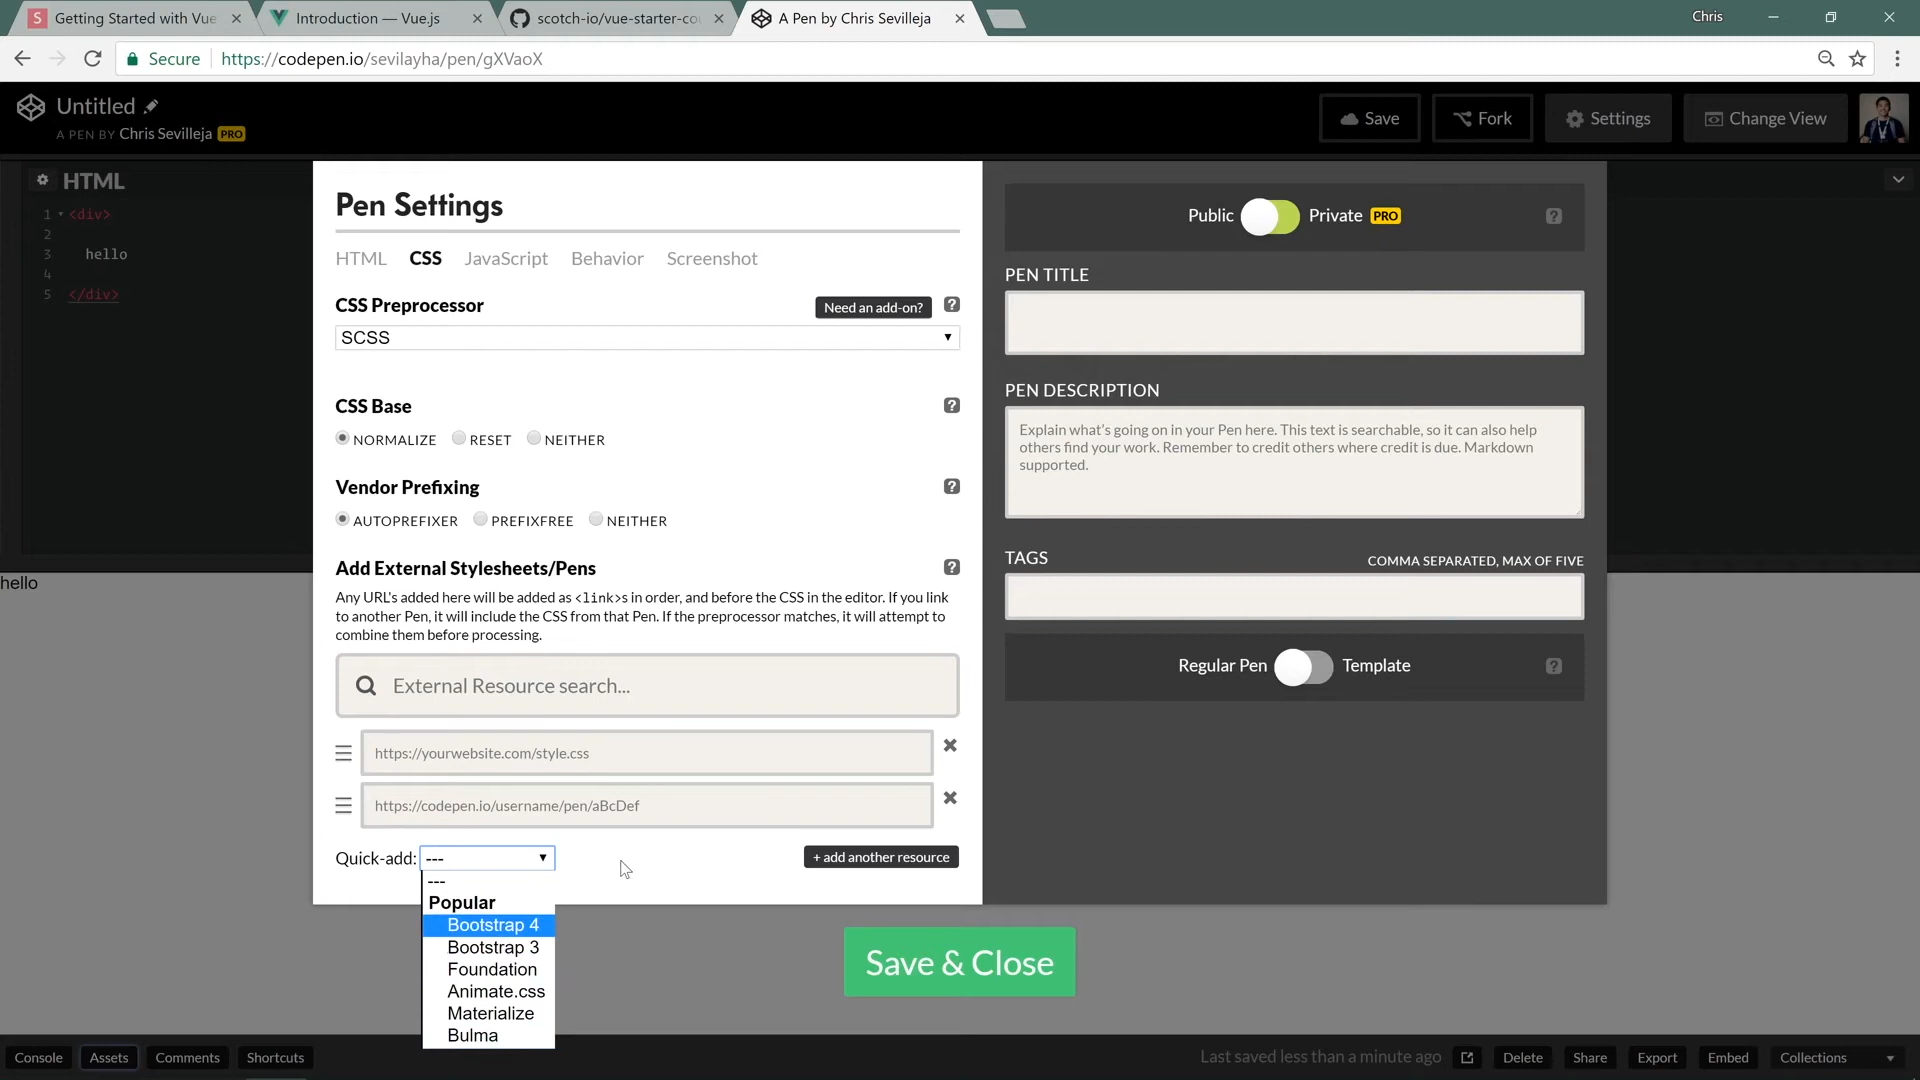 Getting Started with Vue
Introduction — Vue.js
scotch-io/vue-starter-co
A Pen by Chris Sevilleja
Chris
Secure
https://codepen.io/sevilayha/pen/gXVaoX
Untitled
A PEN BY Chris Sevilleja PRO
Save
Fork
Settings
Change View
HTML
1 <div>
2
3 hello
4
5 </div>
hello
Pen Settings
HTML CSS JavaScript Behavior Screenshot
CSS Preprocessor
Need an add-on?
?
SCSS
CSS Base
?
NORMALIZE RESET NEITHER
Vendor Prefixing
?
AUTOPREFIXER PREFIXFREE NEITHER
Add External Stylesheets/Pens
?
Any URL's added here will be added as <link>s in order, and before the CSS in the editor. If you link
to another Pen, it will include the CSS from that Pen. If the preprocessor matches, it will attempt to
combine them before processing.
External Resource search...
https://yourwebsite.com/style.css
https://codepen.io/username/pen/aBcDef
Quick-add: ---
+ add another resource
---
Popular
Bootstrap 4
Bootstrap 3
Foundation
Animate.css
Materialize
Bulma
Public Private PRO
?
PEN TITLE
PEN DESCRIPTION
Explain what's going on in your Pen here. This text is searchable, so it can also help
others find your work. Remember to credit others where credit is due. Markdown
supported.
TAGS
COMMA SEPARATED, MAX OF FIVE
Regular Pen Template
?
Save & Close
Console Assets Comments Shortcuts
Last saved less than a minute ago
Delete Share Export Embed Collections